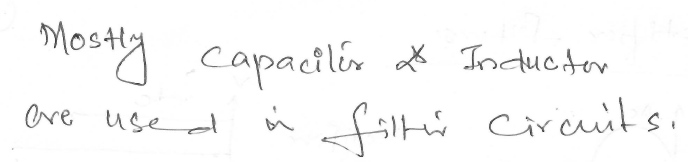 Mostly Capacitor & Inductor
are used in filter Circuits.